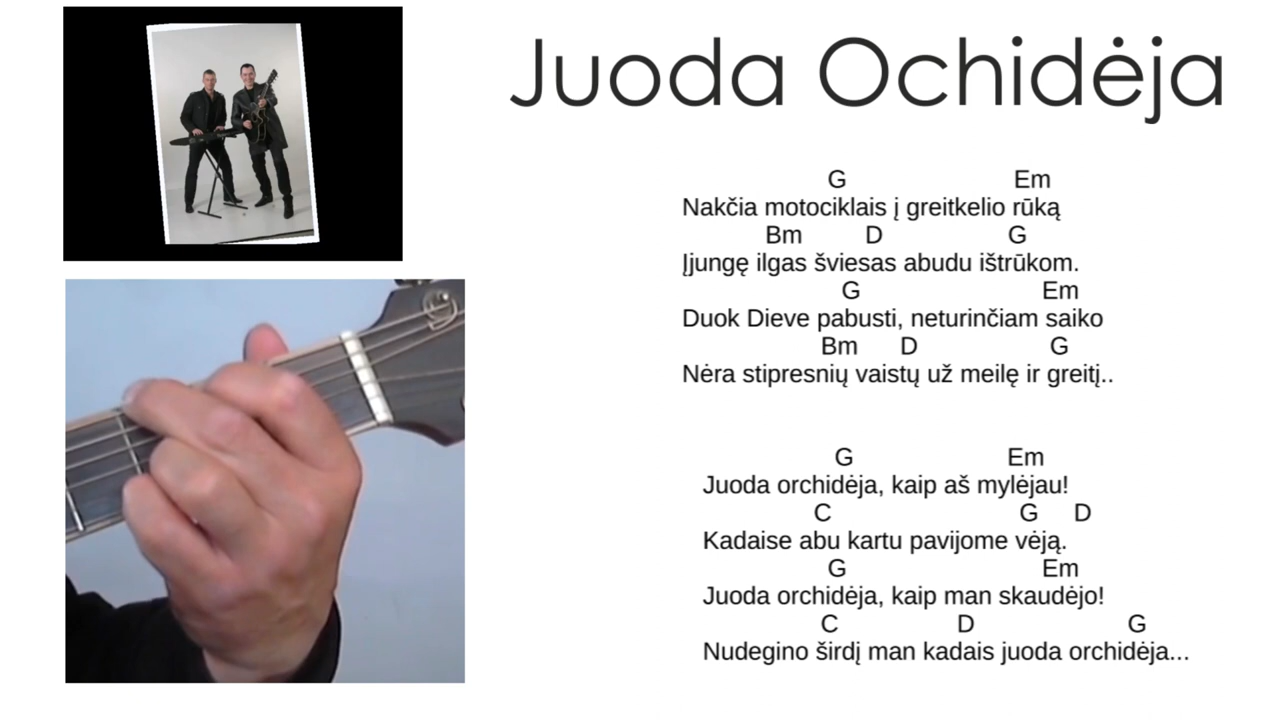 Juoda Ochidėja
G Em
Nakčia motociklais į greitkelio rūką
Bm D G
Įjungę ilgas šviesas abudu ištrūkom.
G Em
Duok Dieve pabusti, neturinčiam saiko
Bm D G
Nėra stipresnių vaistų už meilę ir greitį..
G Em
Juoda orchidėja, kaip aš mylėjau!
C G D
Kadaise abu kartu pavijome vėją.
G Em
Juoda orchidėja, kaip man skaudėjo!
C D G
Nudegino širdį man kadais juoda orchidėja...